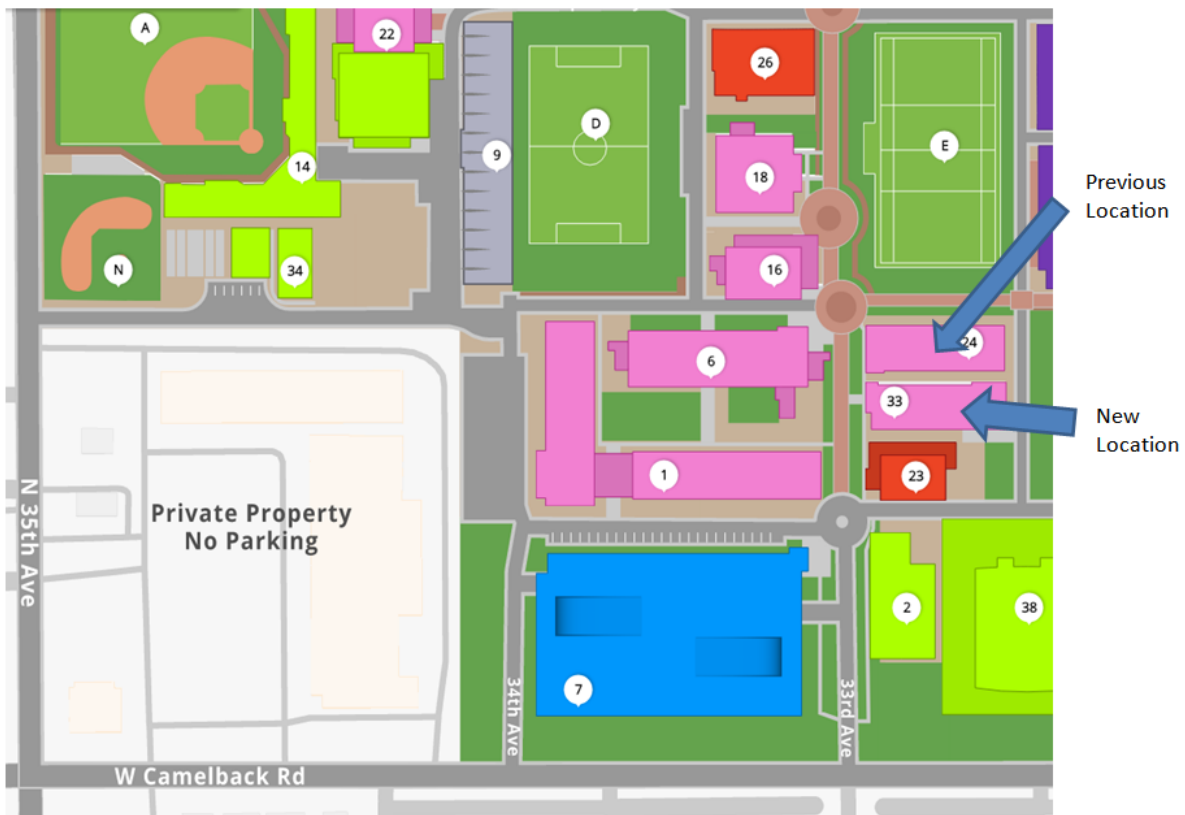 A
22
26
D
E
9
14
18
Previous
Location
N
34
16
24
6
33
New
Location
1
23
Private Property
No Parking
N 35th Ave
2
38
7
34th Ave
33rd Ave
W Camelback Rd